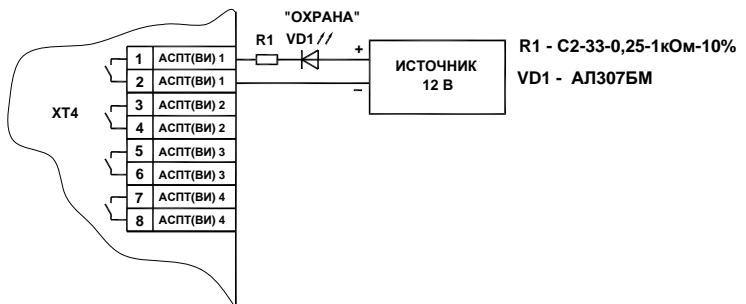 "ОХРАНА"
R1 VD1
+
–
ИСТОЧНИК
12 В
R1 - С2-33-0,25-1кОм-10%
VD1 - АЛ307БМ
ХТ4
1 АСПТ(ВИ) 1
2 АСПТ(ВИ) 1
3 АСПТ(ВИ) 2
4 АСПТ(ВИ) 2
5 АСПТ(ВИ) 3
6 АСПТ(ВИ) 3
7 АСПТ(ВИ) 4
8 АСПТ(ВИ) 4